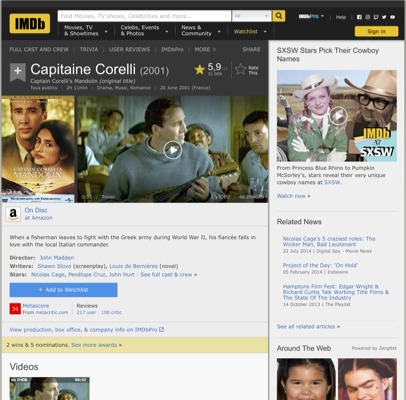 IMDb
Find Movies, TV shows, Celebrities and more...
All
IMDbPro
Help
Movies, TV & Showtimes
Celebs, Events & Photos
News & Community
Watchlist
Sign in
FULL CAST AND CREW | TRIVIA | USER REVIEWS | IMDbPro | MORE
SHARE
Capitaine Corelli (2001)
Captain Corelli's Mandolin (original title)
Tous publics | 2h 11min | Drama, Music, Romance | 20 June 2001 (France)
5,9
Rate This
CAPTAIN CORELLI'S
MANDOLIN
On Disc
at Amazon
When a fisherman leaves to fight with the Greek army during World War II, his fiancée falls in
love with the local Italian commander.
Director: John Madden
Writers: Shawn Slovo (screenplay), Louis de Bernières (novel)
Stars: Nicolas Cage, Penélope Cruz, John Hurt | See full cast & crew »
+ Add to Watchlist
36
Metascore
From metacritic.com
Reviews
217 user | 100 critic
View production, box office, & company info on IMDbPro
2 wins & 5 nominations. See more awards »
Videos
SXSW Stars Pick Their Cowboy
Names
IMDb
at
SXSW
From Princess Blue Rhino to Pumpkin
McSorley's, stars reveal their very unique
cowboy names at SXSW.
Watch now »
Related News
Nicolas Cage's 5 craziest roles: The
Wicker Man, Bad Lieutenant
22 July 2014 | Digital Spy - Movie News
Project of the Day: 'On Hold'
05 February 2014 | Indiewire
Hamptons Film Fest: Edgar Wright &
Richard Curtis Talk Working Title Films &
The State Of The Industry
14 October 2013 | The Playlist
See all related articles »
Around The Web
Powered by ZergNet